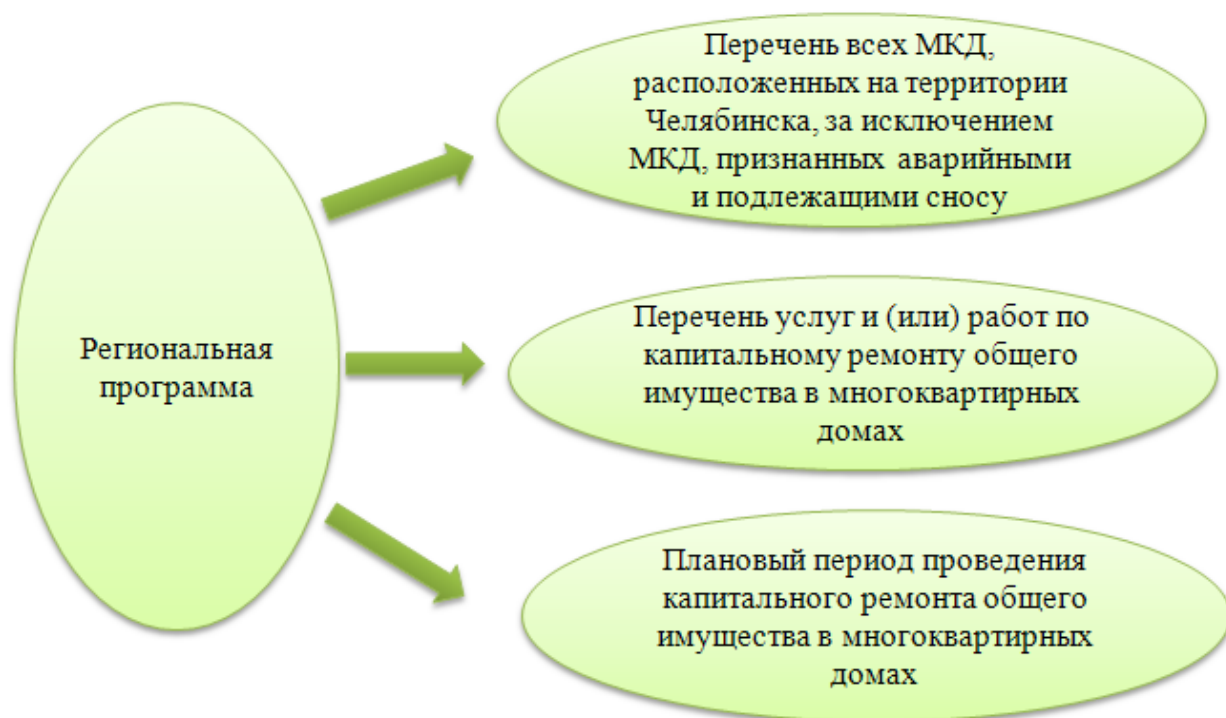 Региональная
программа
Перечень всех МКД,
расположенных на территории
Челябинска, за исключением
МКД, признанных аварийными
и подлежащими сносу
Перечень услуг и (или) работ по
капитальному ремонту общего
имущества в многоквартирных
домах
Плановый период проведения
капитального ремонта общего
имущества в многоквартирных
домах